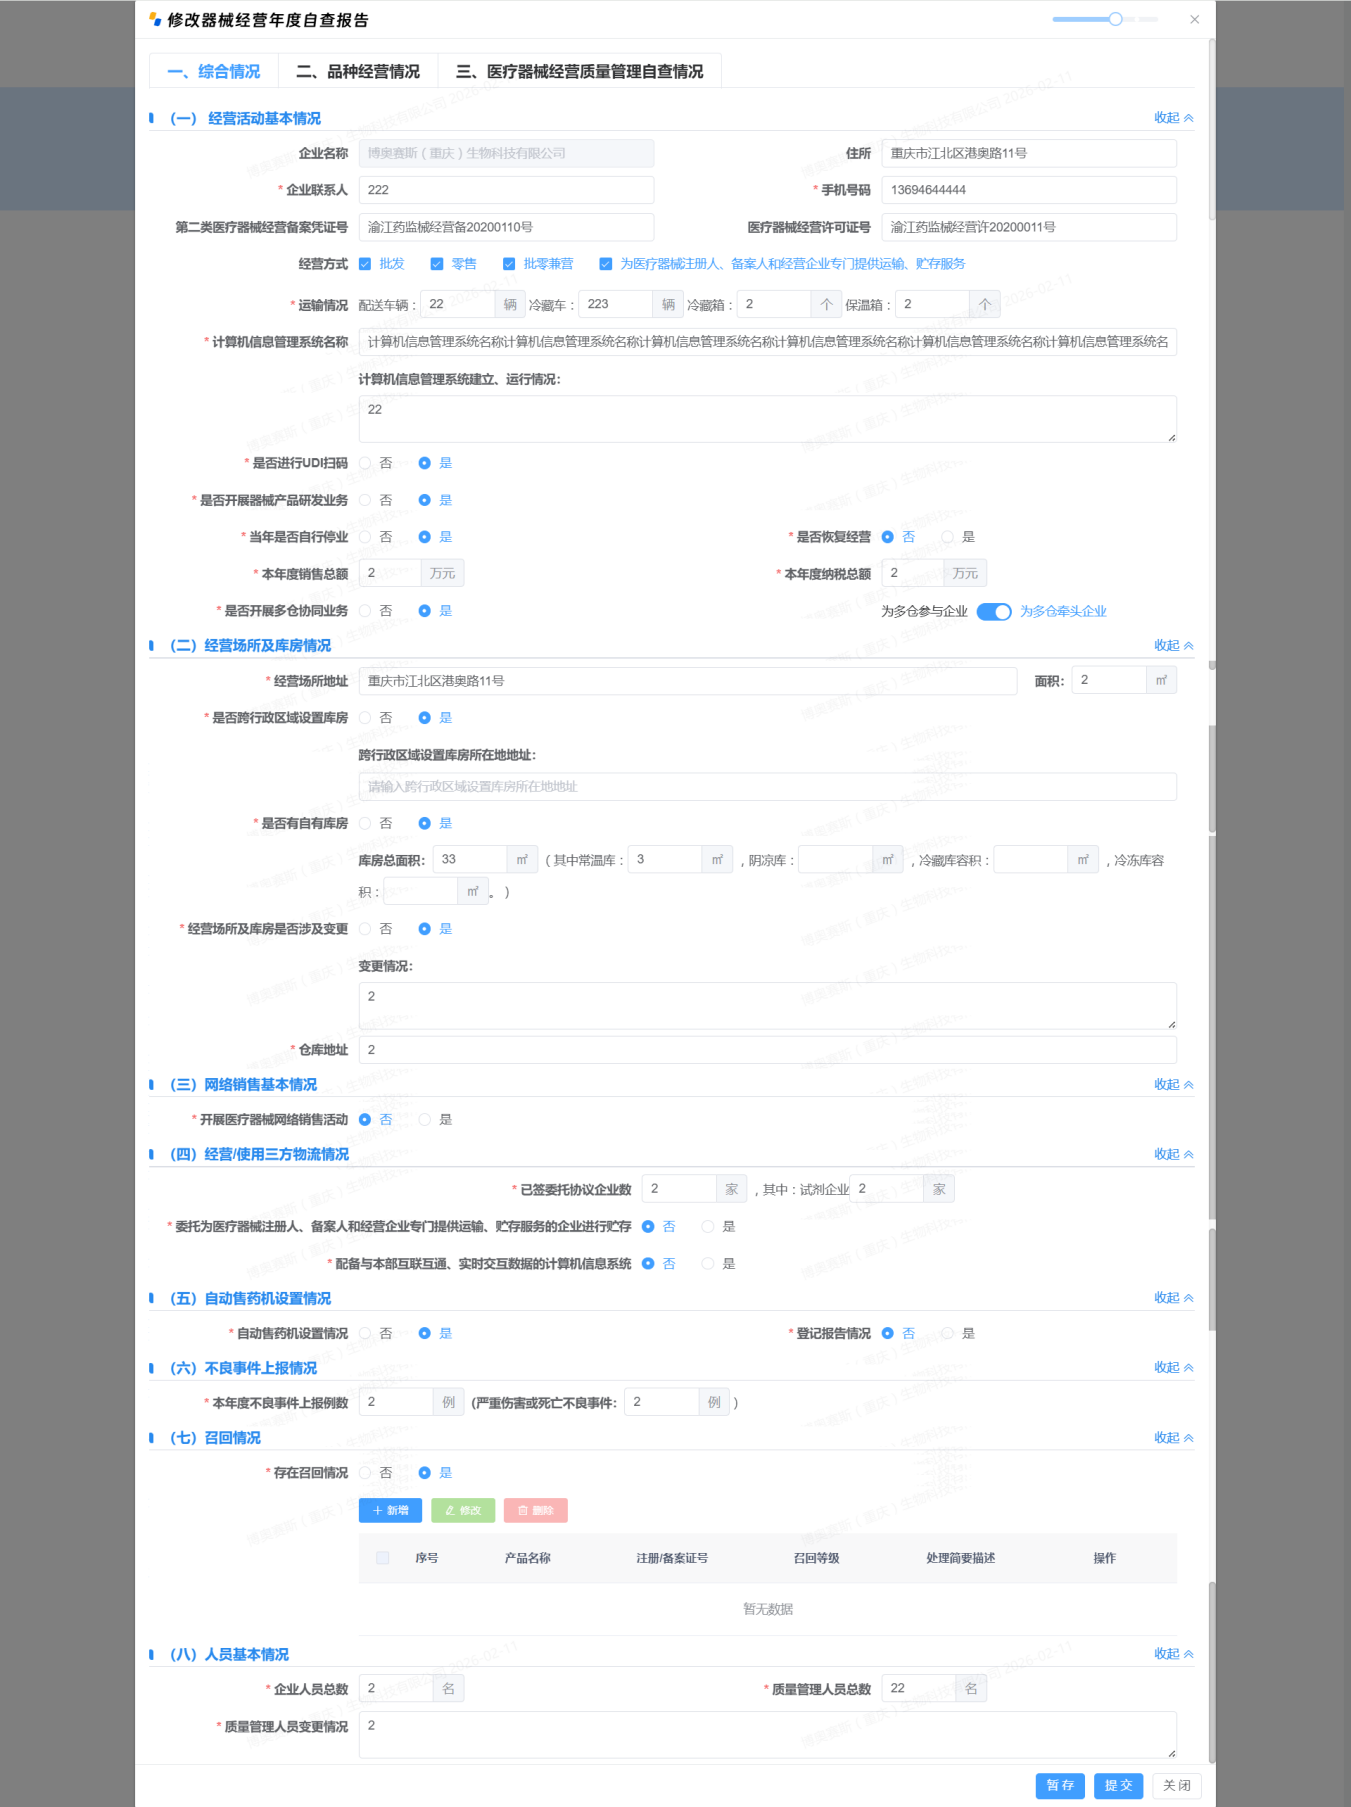 修改器械经营年度自查报告
一、综合情况 二、品种经营情况 三、医疗器械经营质量管理自查情况
（一） 经营活动基本情况 收起
企业名称 博奥赛斯（重庆）生物科技有限公司 住所 重庆市江北区港奥路11号
* 企业联系人 222 * 手机号码 13694644444
第二类医疗器械经营备案凭证号 渝江药监械经营备20200110号 医疗器械经营许可证号 渝江药监械经营许20200011号
经营方式 批发 零售 批零兼营 为医疗器械注册人、备案人和经营企业专门提供运输、贮存服务
* 运输情况 配送车辆： 22 辆 冷藏车： 223 辆 冷藏箱： 2 个 保温箱： 2 个
* 计算机信息管理系统名称 计算机信息管理系统名称计算机信息管理系统名称计算机信息管理系统名称计算机信息管理系统名称计算机信息管理系统名称计算机信息管理系统名
计算机信息管理系统建立、运行情况：
22
* 是否进行UDI扫码 否 是
* 是否开展器械产品研发业务 否 是
* 当年是否自行停业 否 是 * 是否恢复经营 否 是
* 本年度销售总额 2 万元 * 本年度纳税总额 2 万元
* 是否开展多仓协同业务 否 是 为多仓参与企业 为多仓牵头企业
（二）经营场所及库房情况 收起
* 经营场所地址 重庆市江北区港奥路11号 面积： 2 ㎡
* 是否跨行政区域设置库房 否 是
跨行政区域设置库房所在地地址：
请输入跨行政区域设置库房所在地地址
* 是否有自有库房 否 是
库房总面积： 33 ㎡ （其中常温库： 3 ㎡ ，阴凉库： ㎡ ，冷藏库容积： ㎡ ，冷冻库容
积： ㎡ 。）
* 经营场所及库房是否涉及变更 否 是
变更情况：
2
* 仓库地址 2
（三）网络销售基本情况 收起
* 开展医疗器械网络销售活动 否 是
（四）经营/使用三方物流情况 收起
* 已签委托协议企业数 2 家 ，其中：试剂企业 2 家
* 委托为医疗器械注册人、备案人和经营企业专门提供运输、贮存服务的企业进行贮存 否 是
* 配备与本部互联互通、实时交互数据的计算机信息系统 否 是
（五）自动售药机设置情况 收起
* 自动售药机设置情况 否 是 * 登记报告情况 否 是
（六）不良事件上报情况 收起
* 本年度不良事件上报例数 2 例 (严重伤害或死亡不良事件： 2 例 )
（七）召回情况 收起
* 存在召回情况 否 是
新增 修改 删除
序号 产品名称 注册/备案证号 召回等级 处理简要描述 操作
暂无数据
（八）人员基本情况 收起
* 企业人员总数 2 名 * 质量管理人员总数 22 名
* 质量管理人员变更情况 2
暂存 提交 关闭